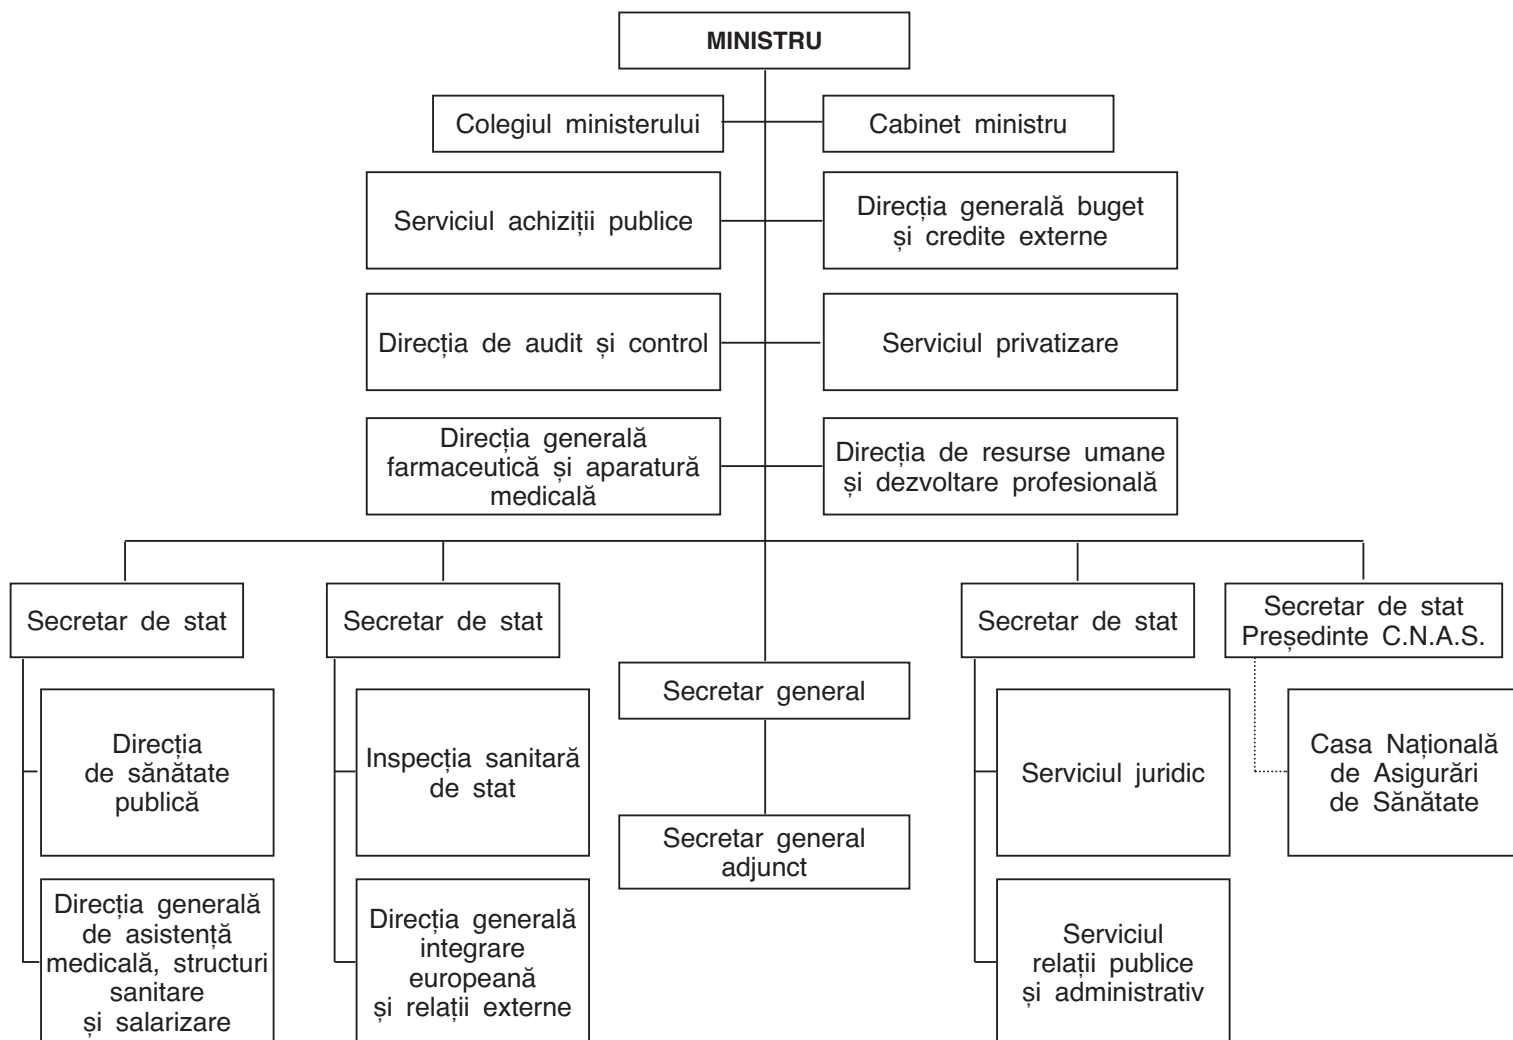 MINISTRU
Colegiul ministerului
Cabinet ministru
Serviciul achiziții publice
Direcția generală buget
și credite externe
Direcția de audit și control
Serviciul privatizare
Direcția generală
farmaceutică și aparatură
medicală
Direcția de resurse umane
și dezvoltare profesională
Secretar de stat
Secretar de stat
Secretar de stat
Secretar de stat
Președinte C.N.A.S.
Secretar general
Direcția
de sănătate
publică
Inspecția sanitară
de stat
Serviciul juridic
Casa Națională
de Asigurări
de Sănătate
Secretar general
adjunct
Direcția generală
de asistență
medicală, structuri
sanitare
și salarizare
Direcția generală
integrare
europeană
și relații externe
Serviciul
relații publice
și administrativ